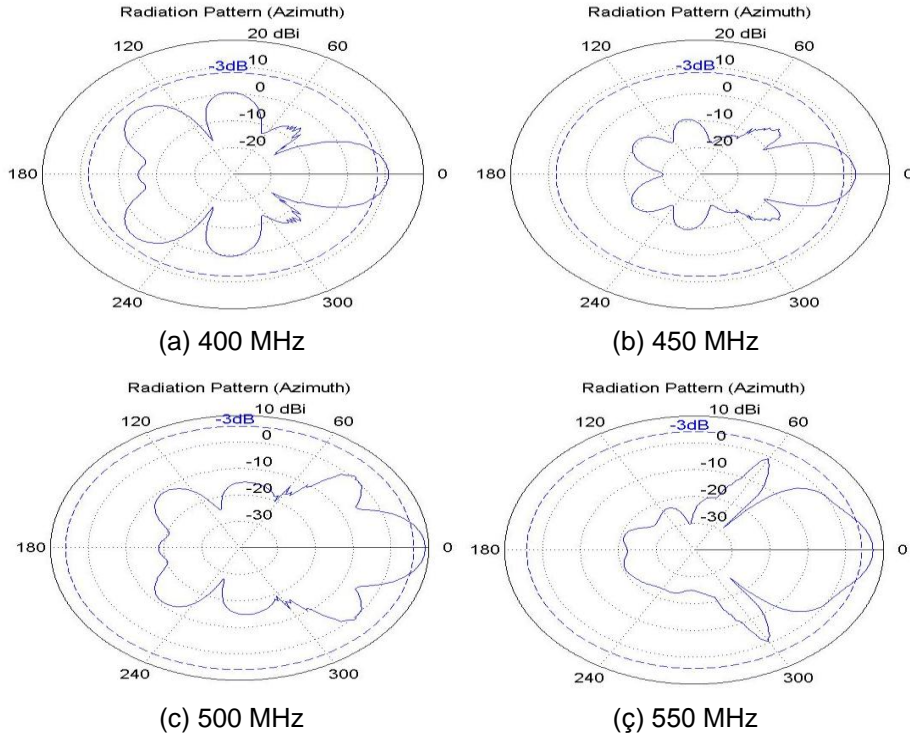 Radiation Pattern (Azimuth)
20 dBi
120
60
-3dB
10
0
-10
-20
180
0
240
300
(a) 400 MHz
Radiation Pattern (Azimuth)
20 dBi
120
60
-3dB
10
0
-10
-20
180
0
240
300
(b) 450 MHz
Radiation Pattern (Azimuth)
10 dBi
120
60
-3dB
0
-10
-20
-30
180
0
240
300
(c) 500 MHz
Radiation Pattern (Azimuth)
10 dBi
120
60
-3dB
0
-10
-20
-30
180
0
240
300
(ç) 550 MHz